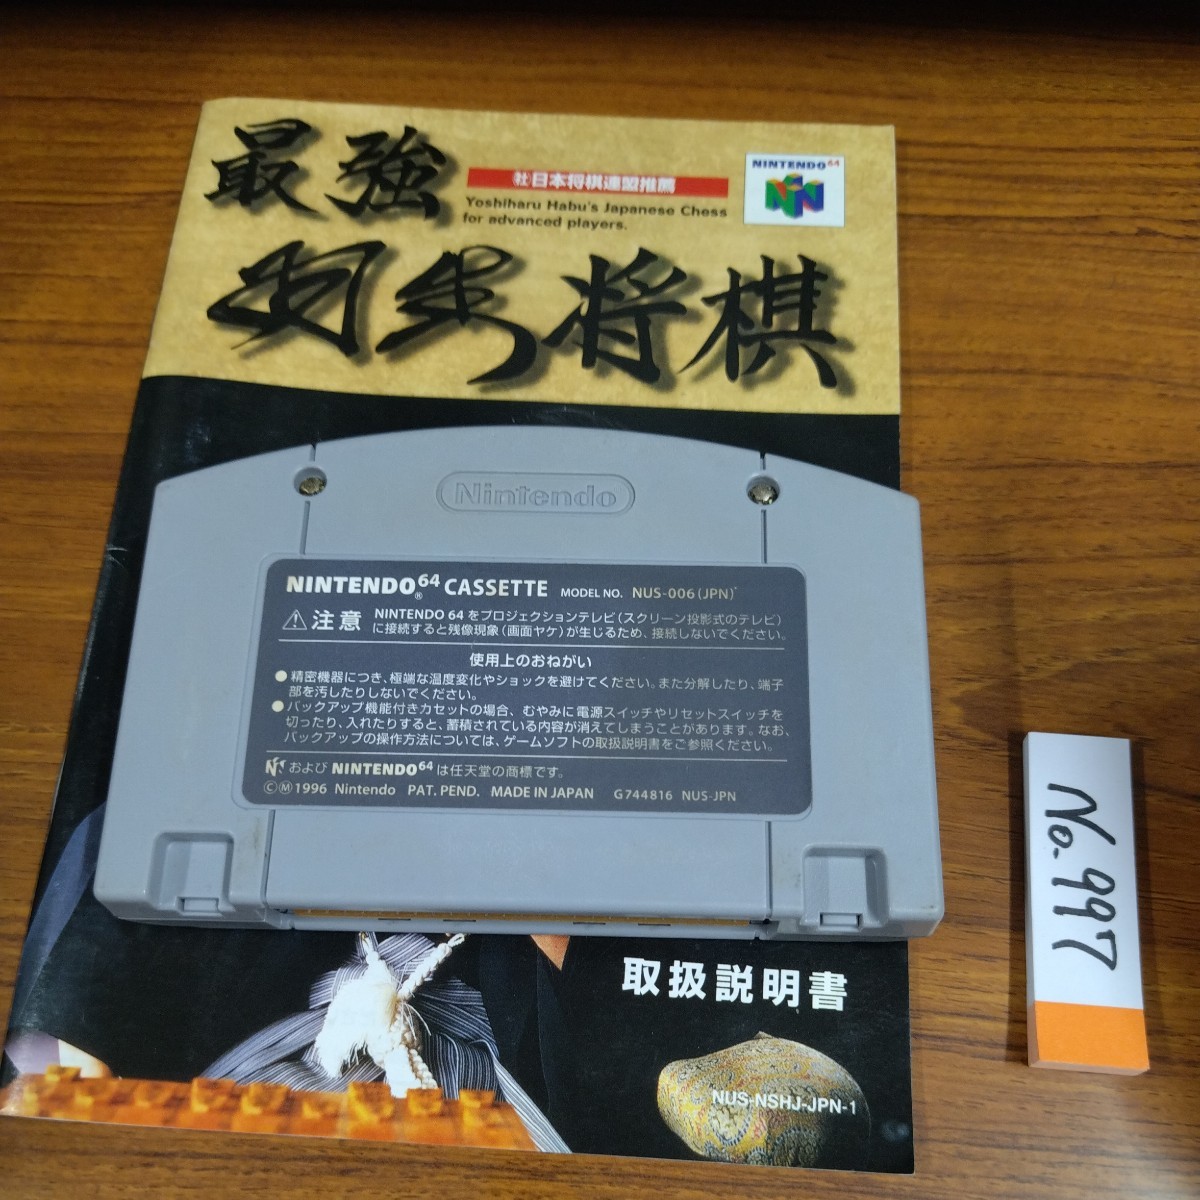 最強
㈳日本将棋連盟推薦
Yoshiharu Habu's Japanese Chess
for advanced players.
NINTENDO64
羽生将棋
Nintendo
NINTENDO64® CASSETTE MODEL NO. NUS-006(JPN)
⚠注意 NINTENDO 64 をプロジェクションテレビ(スクリーン投影式のテレビ)
に接続すると残像現象(画面ヤケ)が生じるため、接続しないでください。
使用上のおねがい
●精密機器につき、極端な温度変化やショックを避けてください。また分解したり、端子
部を汚したりしないでください。
●バックアップ機能付きカセットの場合、むやみに電源スイッチやリセットスイッチを
切ったり、入れたりすると、蓄積されている内容が消えてしまうことがあります。なお、
バックアップの操作方法については、ゲームソフトの取扱説明書をご参照ください。
および NINTENDO64 は任天堂の商標です。
ⒸⓂ1996 Nintendo PAT. PEND. MADE IN JAPAN G744816 NUS-JPN
取扱説明書
NUS-NSHJ-JPN-1
No.997